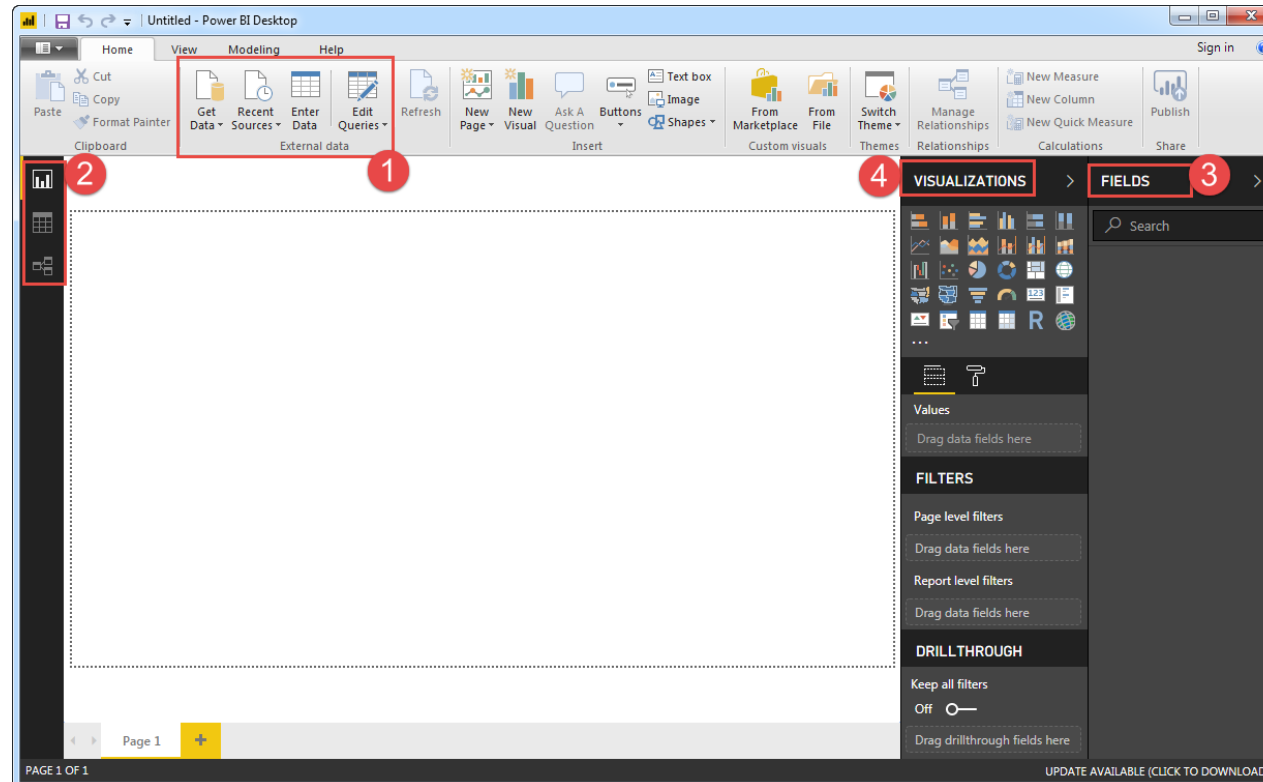 Untitled - Power BI Desktop
Home View Modeling Help Sign in
Paste
Cut
Copy
Format Painter
Clipboard
Get Data
Recent Sources
Enter Data
Edit Queries
External data
Refresh
New Page
New Visual
Ask A Question
Buttons
Text box
Image
Shapes
Insert
From Marketplace
From File
Custom visuals
Switch Theme
Themes
Manage Relationships
Relationships
New Measure
New Column
New Quick Measure
Calculations
Publish
Share
1
2
4
VISUALIZATIONS
FIELDS
3
Search
123
R
...
Values
Drag data fields here
FILTERS
Page level filters
Drag data fields here
Report level filters
Drag data fields here
DRILLTHROUGH
Keep all filters
Off
Drag drillthrough fields here
Page 1
+
PAGE 1 OF 1
UPDATE AVAILABLE (CLICK TO DOWNLOAD